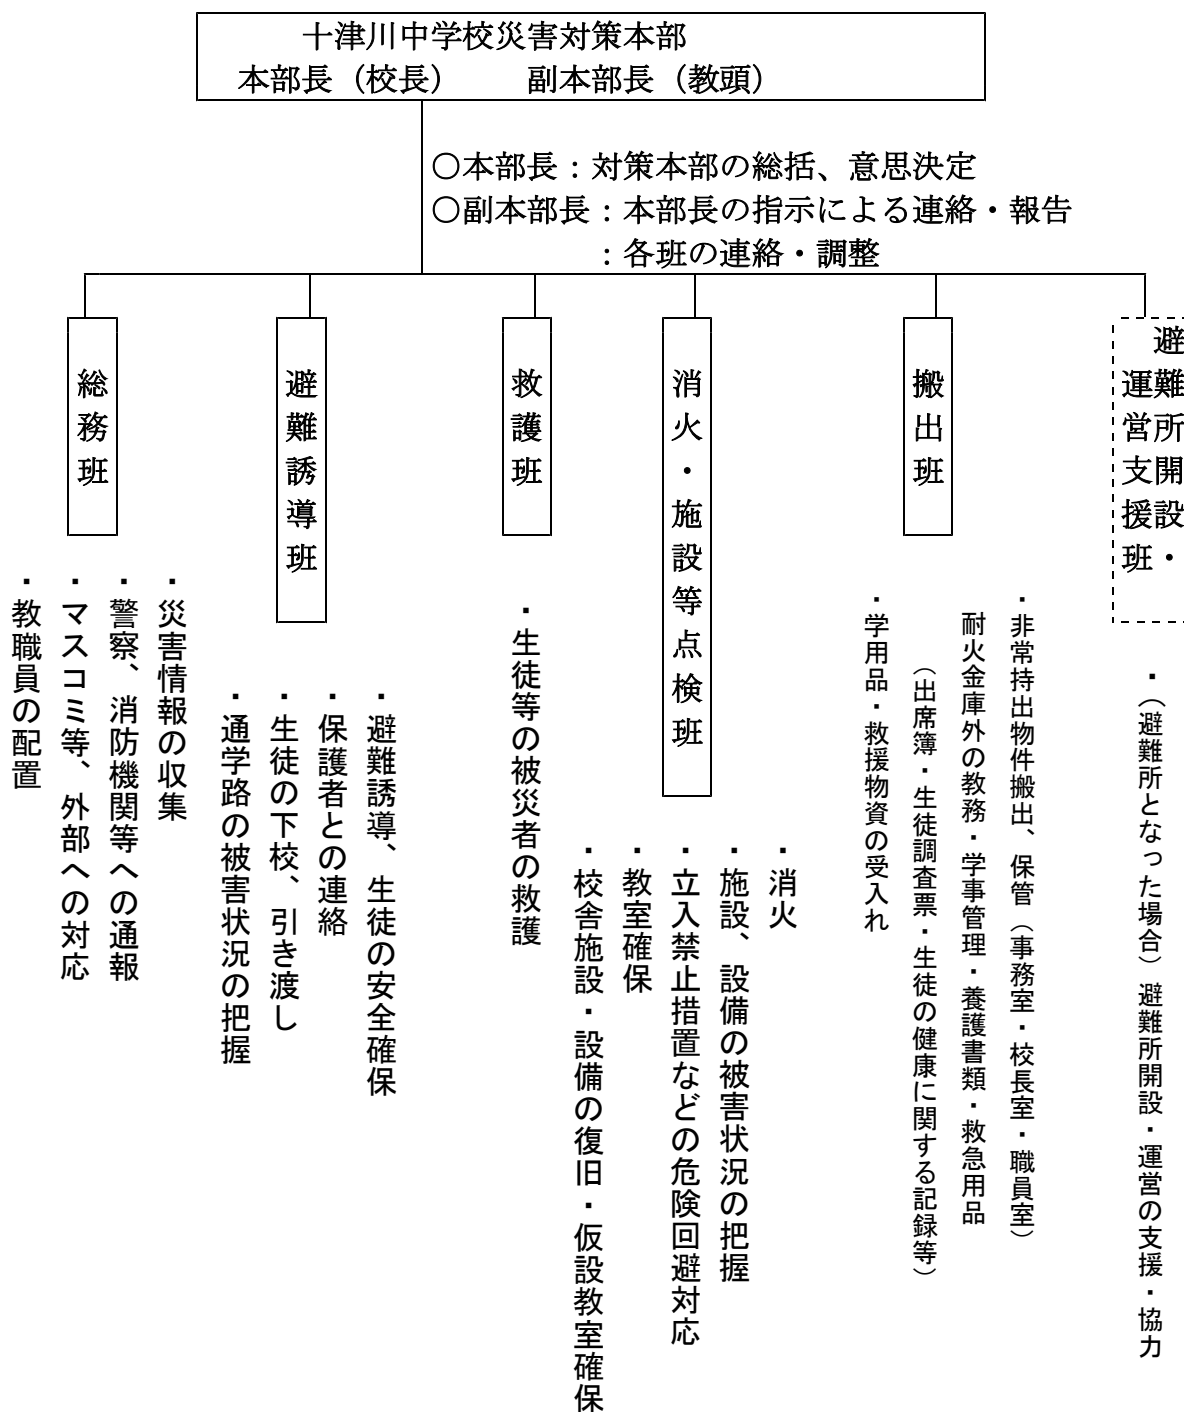 十津川中学校災害対策本部
本部長（校長）　　副本部長（教頭）
○本部長：対策本部の総括、意思決定
○副本部長：本部長の指示による連絡・報告
：各班の連絡・調整
総務班
・災害情報の収集
・警察、消防機関等への通報
・マスコミ等、外部への対応
・教職員の配置
避難誘導班
・避難誘導、生徒の安全確保
・保護者との連絡
・生徒の下校、引き渡し
・通学路の被害状況の把握
救護班
・生徒等の被災者の救護
消火・施設等点検班
・消火
・施設、設備の被害状況の把握
・立入禁止措置などの危険回避対応
・教室確保
・校舎施設・設備の復旧・仮設教室確保
搬出班
・非常持出物件搬出、保管（事務室・校長室・職員室）
耐火金庫外の教務・学事管理・養護書類・救急用品
（出席簿・生徒調査票・生徒の健康に関する記録等）
・学用品・救援物資の受入れ
避難所開設・
運営支援班
・（避難所となった場合）避難所開設・運営の支援・協力